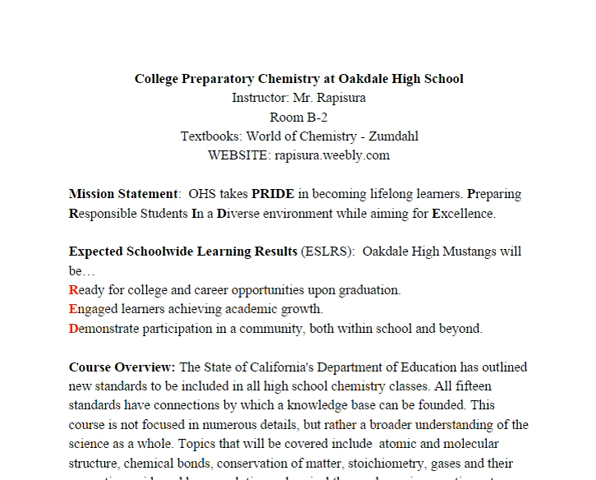 College Preparatory Chemistry at Oakdale High School
Instructor: Mr. Rapisura
Room B-2
Textbooks: World of Chemistry - Zumdahl
WEBSITE: rapisura.weebly.com
Mission Statement:  OHS takes PRIDE in becoming lifelong learners. Preparing
Responsible Students In a Diverse environment while aiming for Excellence.
Expected Schoolwide Learning Results (ESLRS):  Oakdale High Mustangs will
be…
Ready for college and career opportunities upon graduation.
Engaged learners achieving academic growth.
Demonstrate participation in a community, both within school and beyond.
Course Overview: The State of California's Department of Education has outlined
new standards to be included in all high school chemistry classes. All fifteen
standards have connections by which a knowledge base can be founded. This
course is not focused in numerous details, but rather a broader understanding of the
science as a whole. Topics that will be covered include  atomic and molecular
structure, chemical bonds, conservation of matter, stoichiometry, gases and their